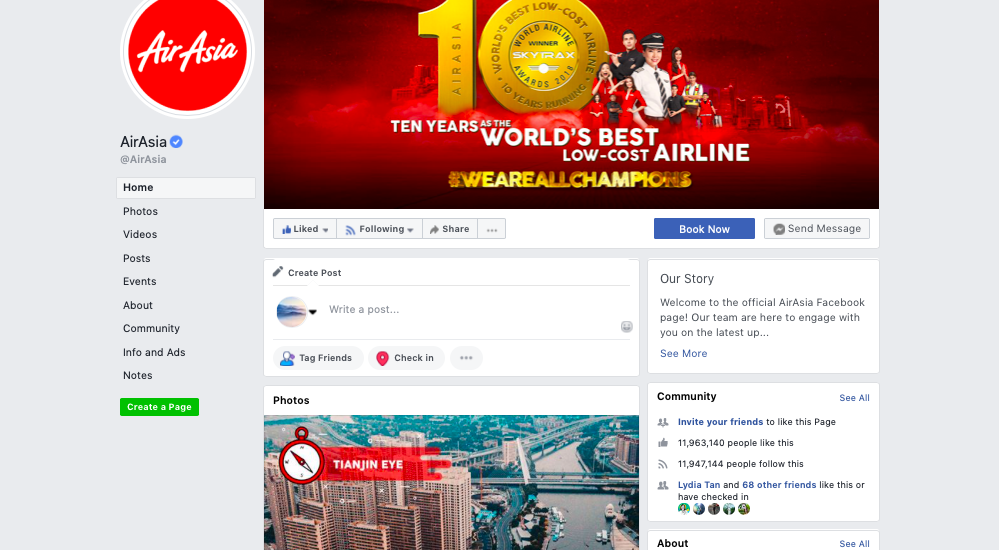 AirAsia
AirAsia
@AirAsia
Home
Photos
Videos
Posts
Events
About
Community
Info and Ads
Notes
Create a Page
10
AIRASIA
WORLD'S BEST LOW-COST AIRLINE
WORLD AIRLINE
WINNER
SKYTRAX
AWARDS 2018
10 YEARS RUNNING
TEN YEARS AS THE
WORLD'S BEST
LOW-COST AIRLINE
#WEAREALLCHAMPIONS
Liked
Following
Share
...
Book Now
Send Message
Create Post
Write a post...
Tag Friends
Check in
...
Photos
TIANJIN EYE
Our Story
Welcome to the official AirAsia Facebook
page! Our team are here to engage with
you on the latest up...
See More
Community
See All
Invite your friends to like this Page
11,963,140 people like this
11,947,144 people follow this
Lydia Tan and 68 other friends like this or
have checked in
About
See All